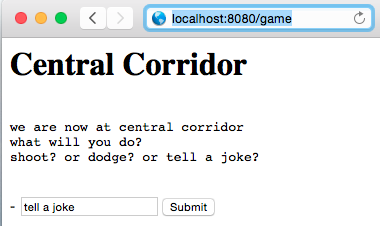 localhost:8080/game
Central Corridor
we are now at central corridor
what will you do?
shoot? or dodge? or tell a joke?
- tell a joke Submit